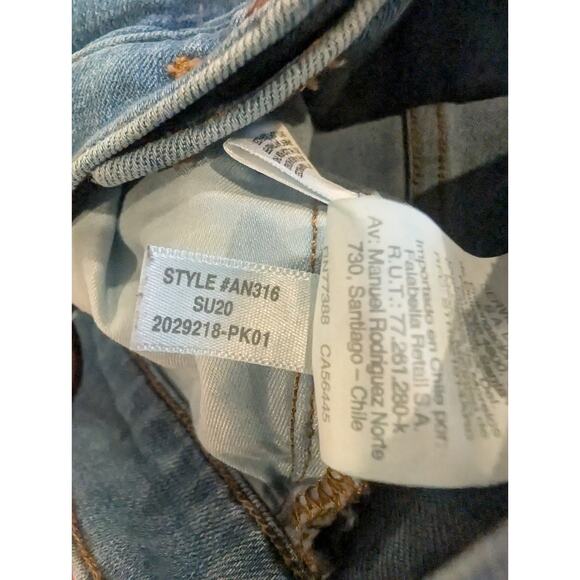 STYLE #AN316
SU20
2029218-PK01
77388 CA56445
Importado en Chile por:
Falabella Retail S.A.
R.U.T.: 77.261.280-k
Av: Manuel Rodriguez Norte
730, Santiago – Chile